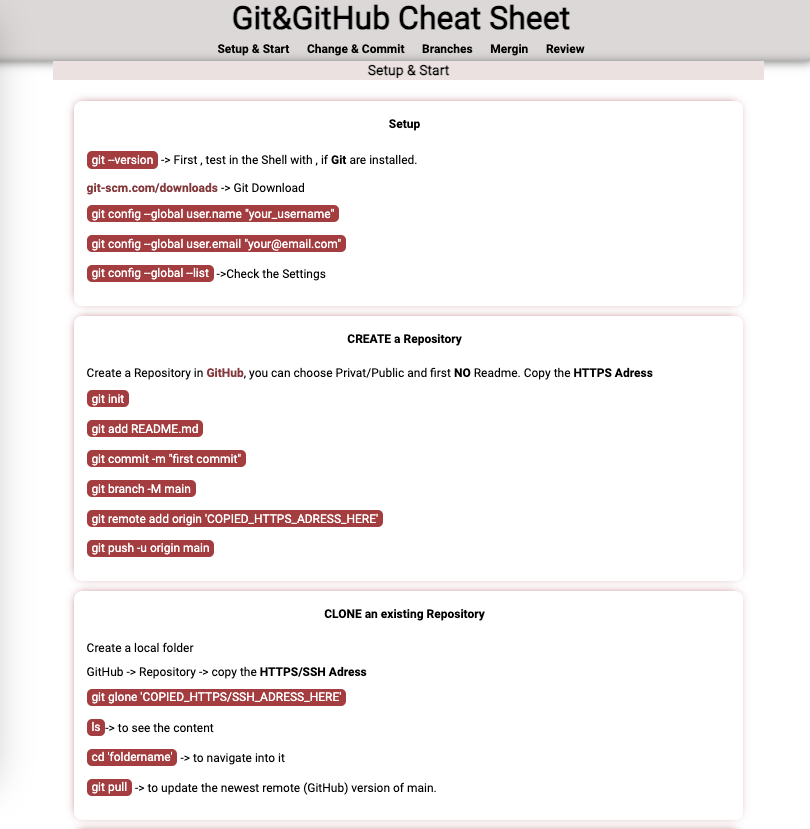 Git&GitHub Cheat Sheet
Setup & Start Change & Commit Branches Mergin Review
Setup & Start
Setup
git --version -> First , test in the Shell with , if Git are installed.
git-scm.com/downloads -> Git Download
git config --global user.name "your_username"
git config --global user.email "your@email.com"
git config --global --list ->Check the Settings
CREATE a Repository
Create a Repository in GitHub, you can choose Privat/Public and first NO Readme. Copy the HTTPS Adress
git init
git add README.md
git commit -m "first commit"
git branch -M main
git remote add origin 'COPIED_HTTPS_ADRESS_HERE'
git push -u origin main
CLONE an existing Repository
Create a local folder
GitHub -> Repository -> copy the HTTPS/SSH Adress
git glone 'COPIED_HTTPS/SSH_ADRESS_HERE'
ls -> to see the content
cd 'foldername' -> to navigate into it
git pull -> to update the newest remote (GitHub) version of main.